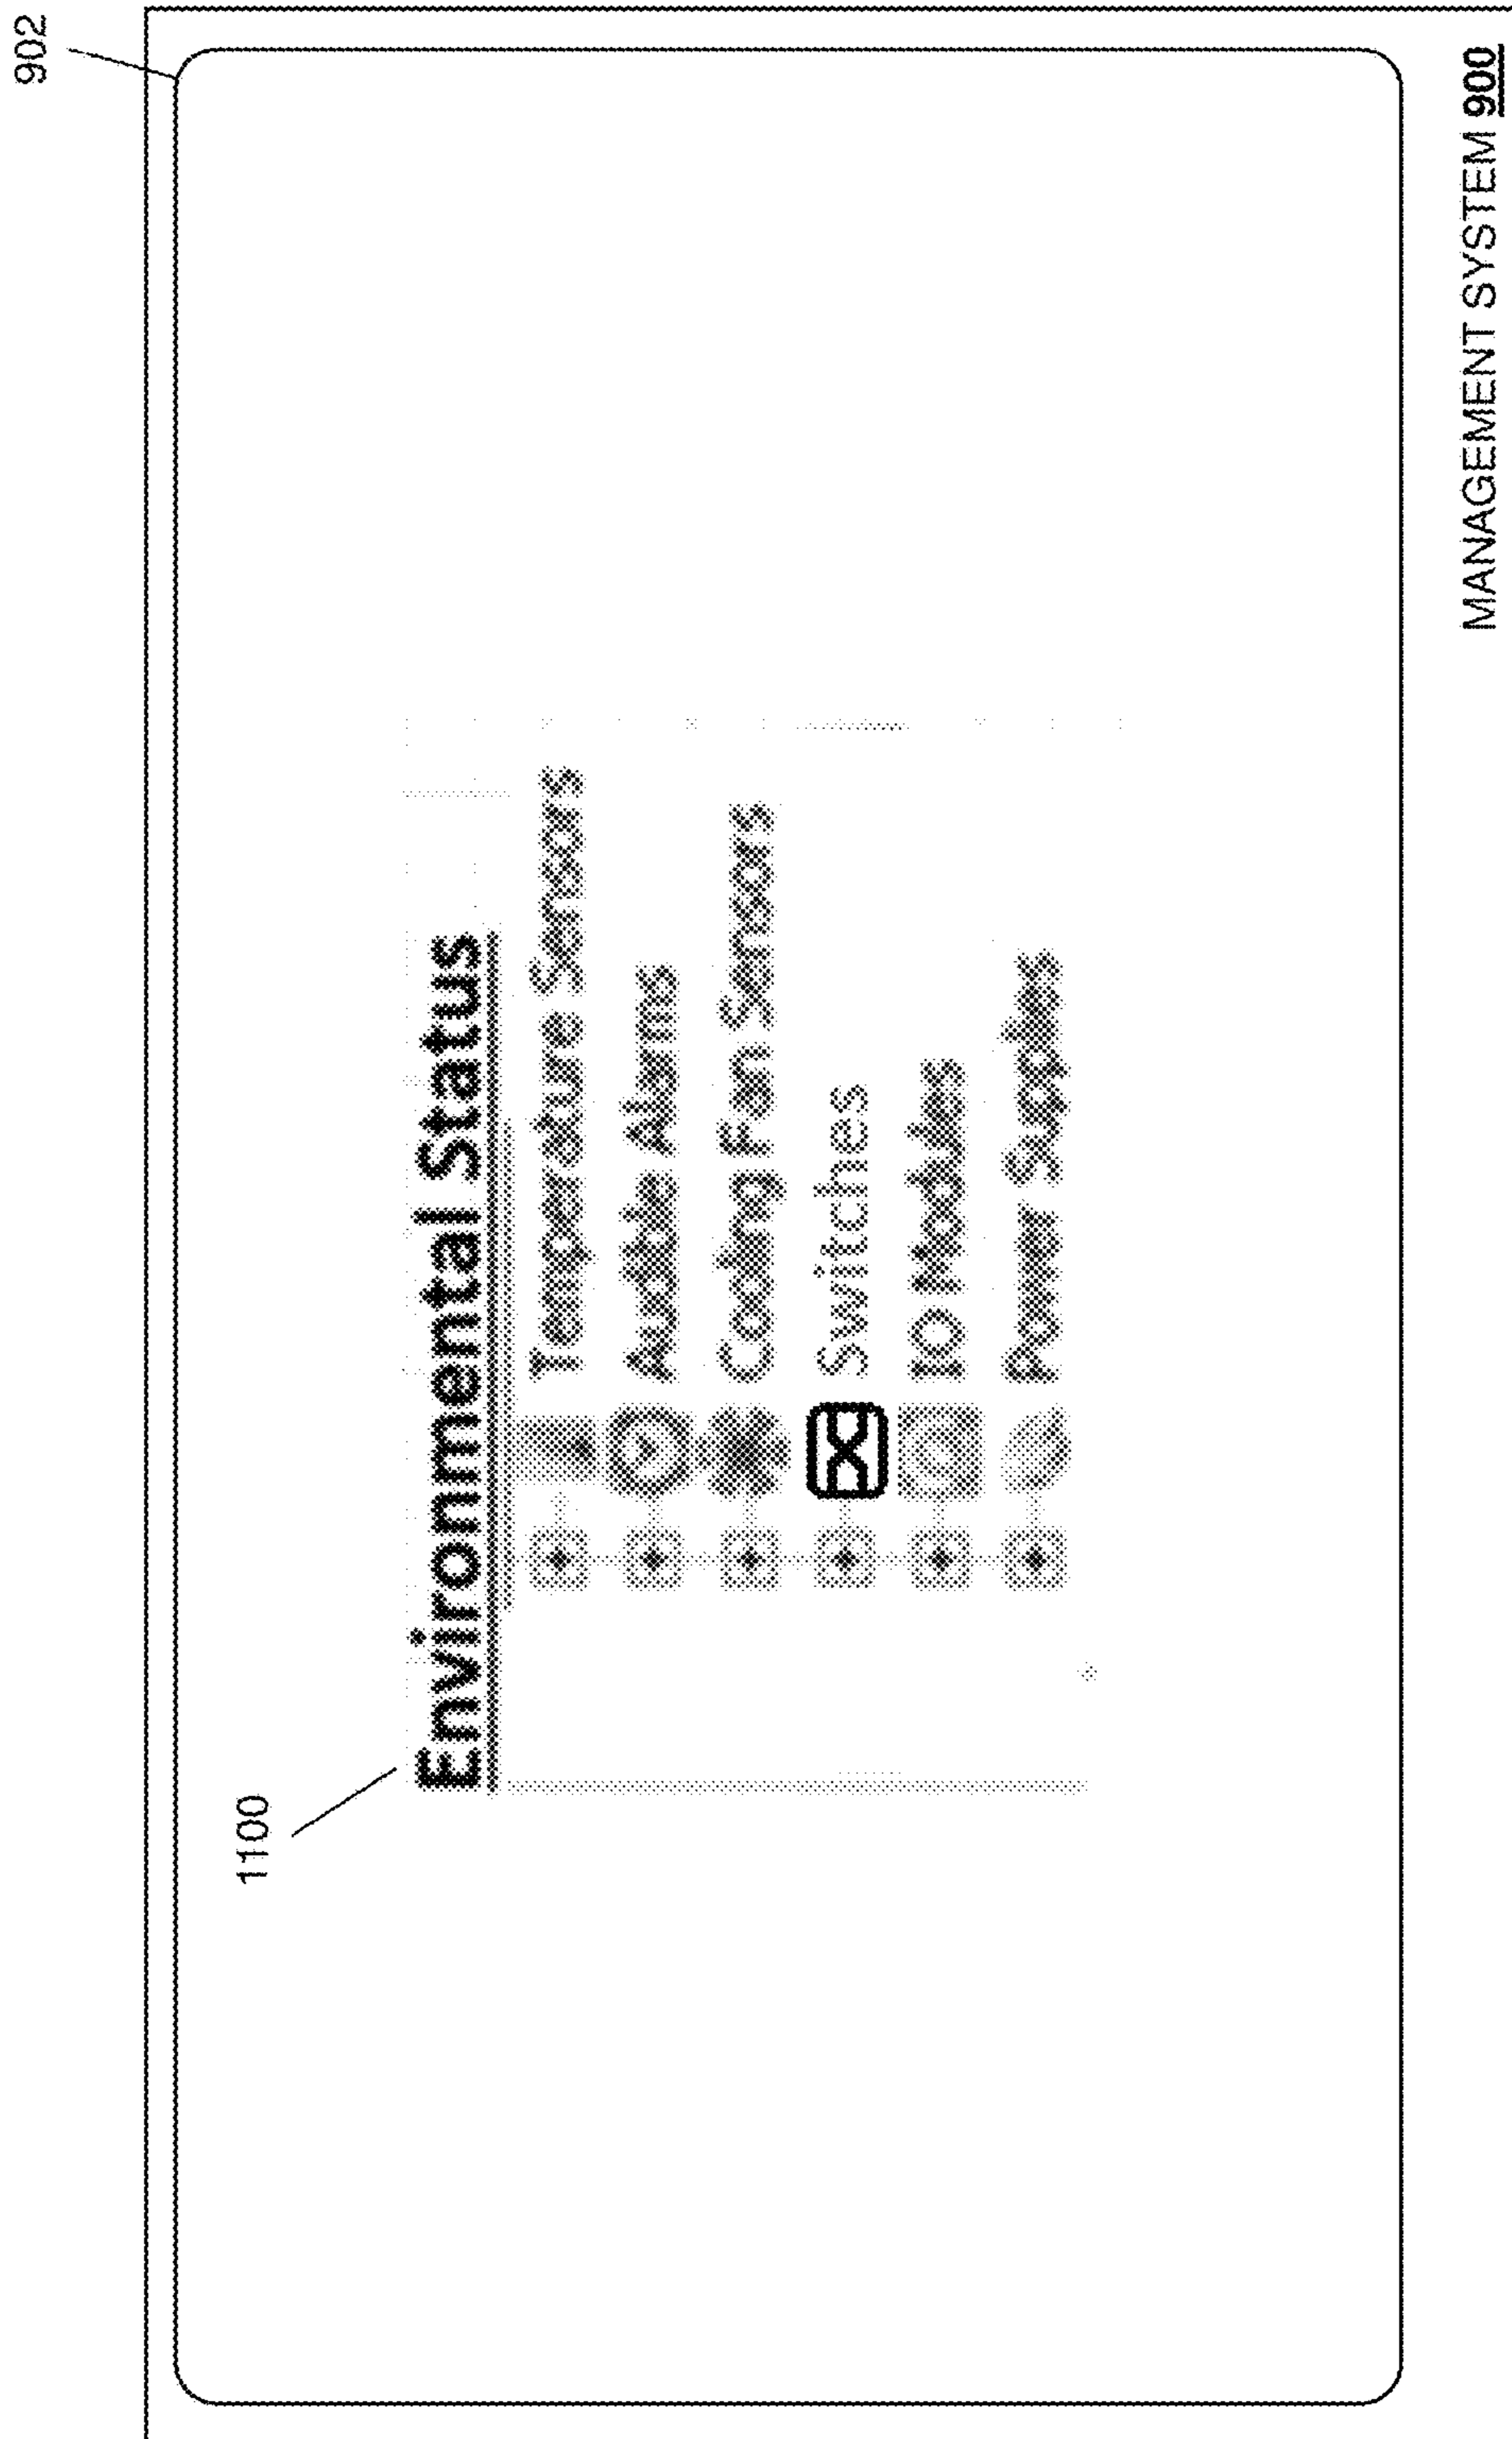 902
1100
Environmental Status
Temperature Sensors
Audible Alarms
Cooling Fan Sensors
Switches
IO Modules
Power Supplies
MANAGEMENT SYSTEM 900